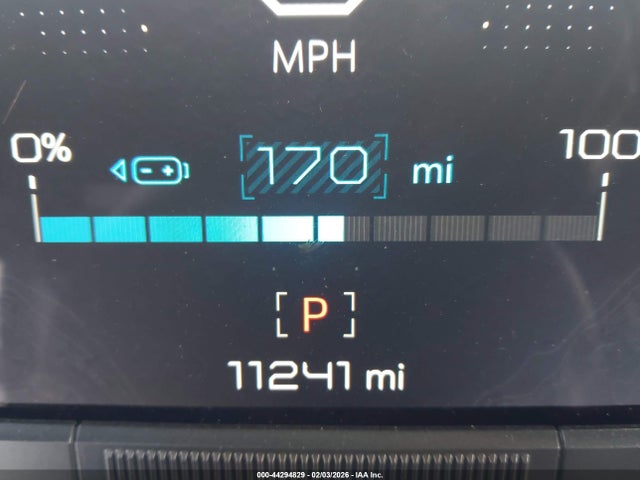 MPH
0% 100
170 mi
P
11241 mi
000-44294829 - 02/03/2026 - IAA Inc.